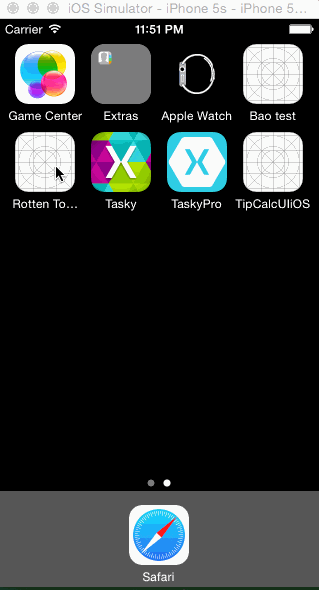 iOS Simulator - iPhone 5s - iPhone 5...
Carrier 11:51 PM
Game Center Extras Apple Watch Bao test
Rotten To... Tasky TaskyPro TipCalcUIiOS
Safari